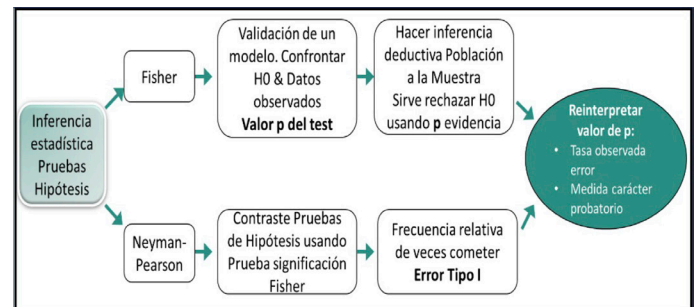 Inferencia
estadística
Pruebas
Hipótesis
Fisher
Validación de un
modelo. Confrontar
H0 & Datos
observados
Valor p del test
Hacer inferencia
deductiva Población
a la Muestra
Sirve rechazar H0
usando p evidencia
Neyman-
Pearson
Contraste Pruebas
de Hipótesis usando
Prueba significación
Fisher
Frecuencia relativa
de veces cometer
Error Tipo I
Reinterpretar
valor de p:
• Tasa observada
error
• Medida carácter
probatorio